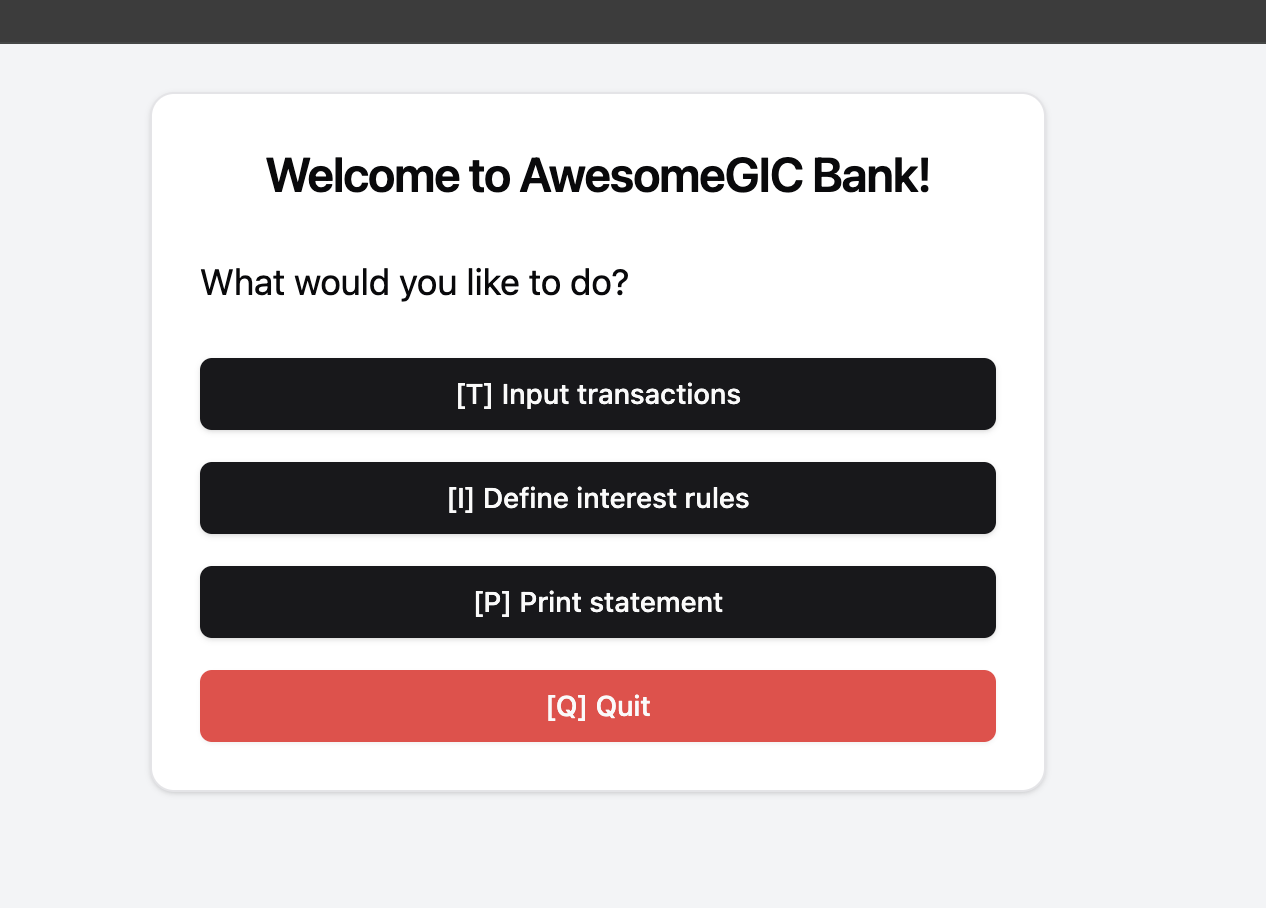 Welcome to AwesomeGIC Bank!
What would you like to do?
[T] Input transactions
[I] Define interest rules
[P] Print statement
[Q] Quit